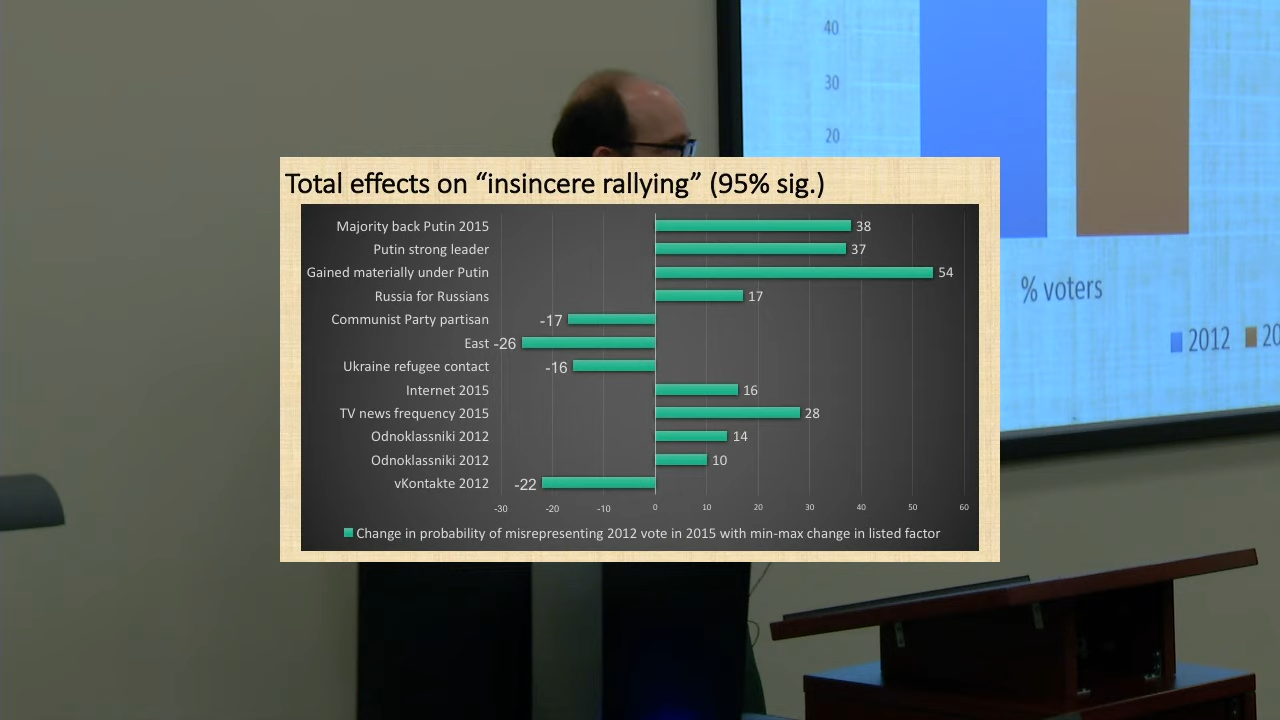 40
30
20
% voters
2012
Total effects on “insincere rallying” (95% sig.)
Majority back Putin 2015 38
Putin strong leader 37
Gained materially under Putin 54
Russia for Russians 17
Communist Party partisan -17
East -26
Ukraine refugee contact -16
Internet 2015 16
TV news frequency 2015 28
Odnoklassniki 2012 14
Odnoklassniki 2012 10
vKontakte 2012 -22
-30 -20 -10 0 10 20 30 40 50 60
Change in probability of misrepresenting 2012 vote in 2015 with min-max change in listed factor